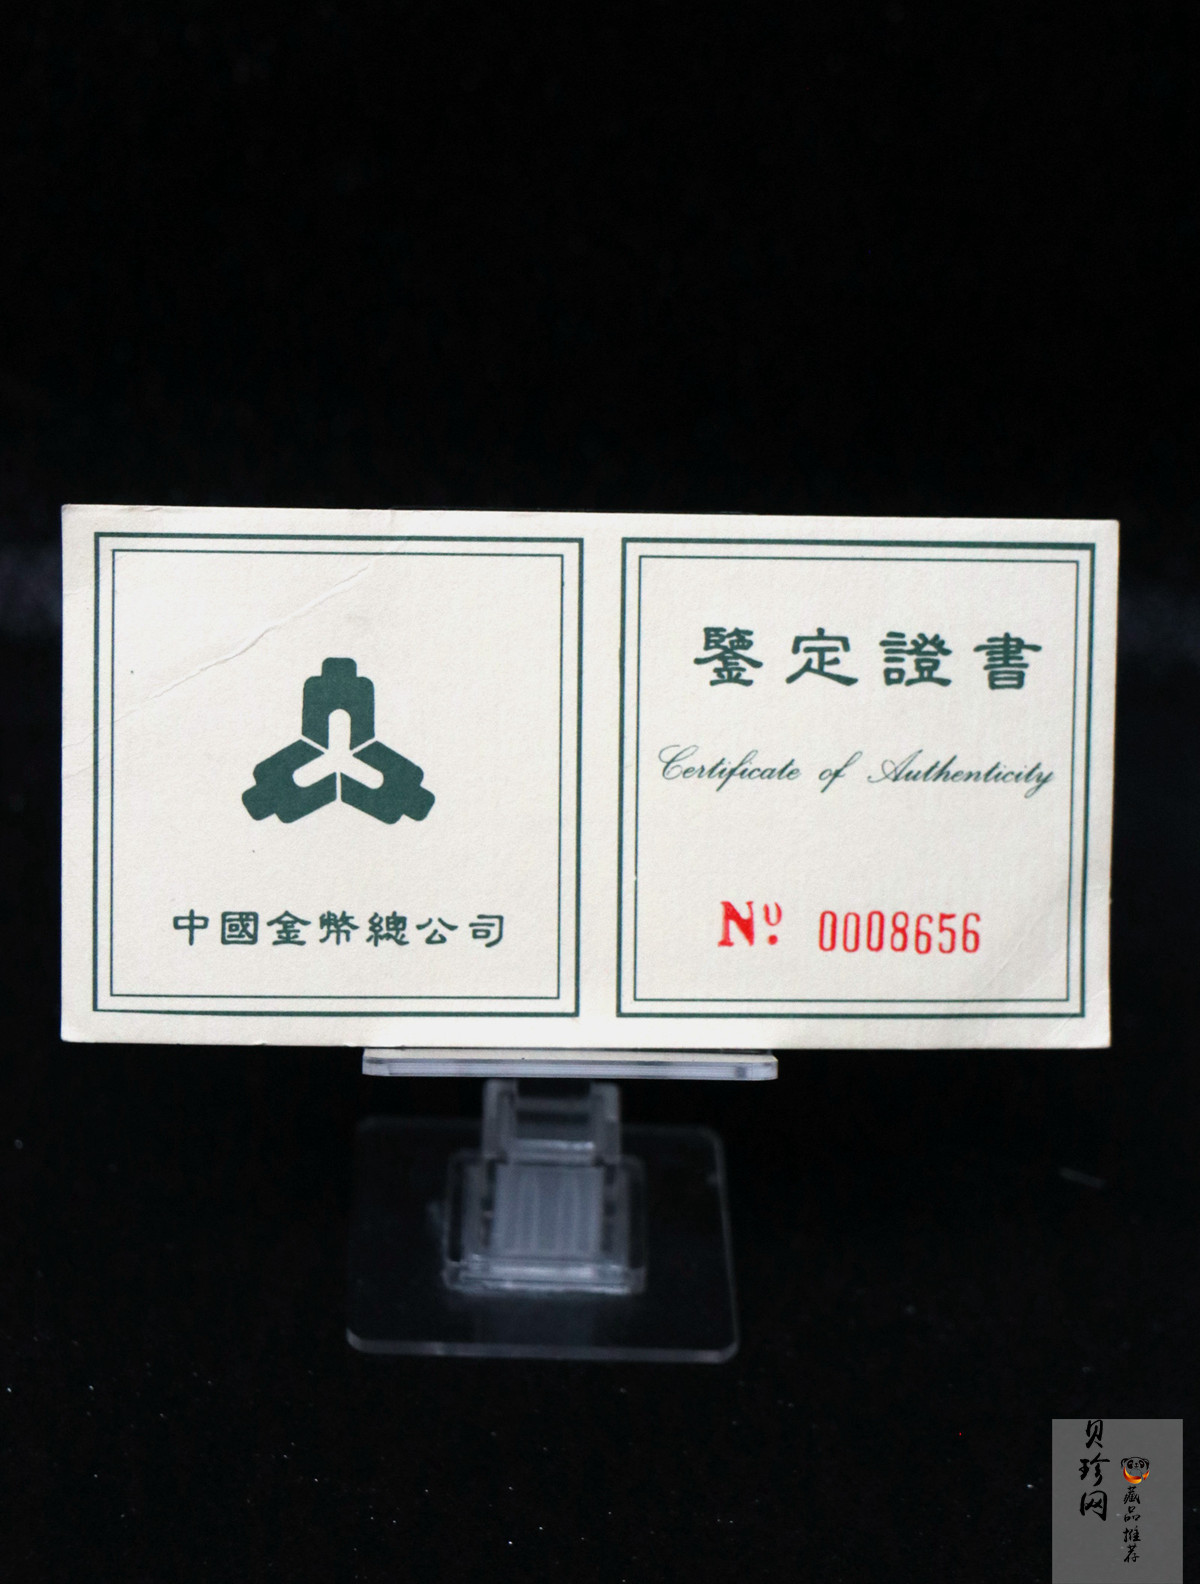 中國金幣總公司
鑒定證書
Certificate of Authenticity
Nº 0008656
贝珍网
藏品推荐